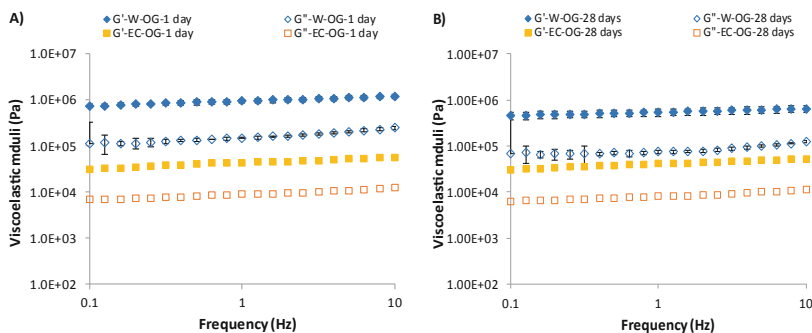 A)
G'-W-OG-1 day
G"-W-OG-1 day
G'-EC-OG-1 day
G"-EC-OG-1 day
Viscoelastic mduli (Pa)
1.0E+07
1.0E+06
1.0E+05
1.0E+04
1.0E+03
1.0E+02
0.1
1
10
Frequency (Hz)
B)
G'-W-OG-28 days
G"-W-OG-28 days
G'-EC-OG-28 days
G"-EC-OG-28 days
Viscoelastic mduli (Pa)
1.00E+07
1.00E+06
1.00E+05
1.00E+04
1.00E+03
1.00E+02
0.1
1
10
Frequency (Hz)